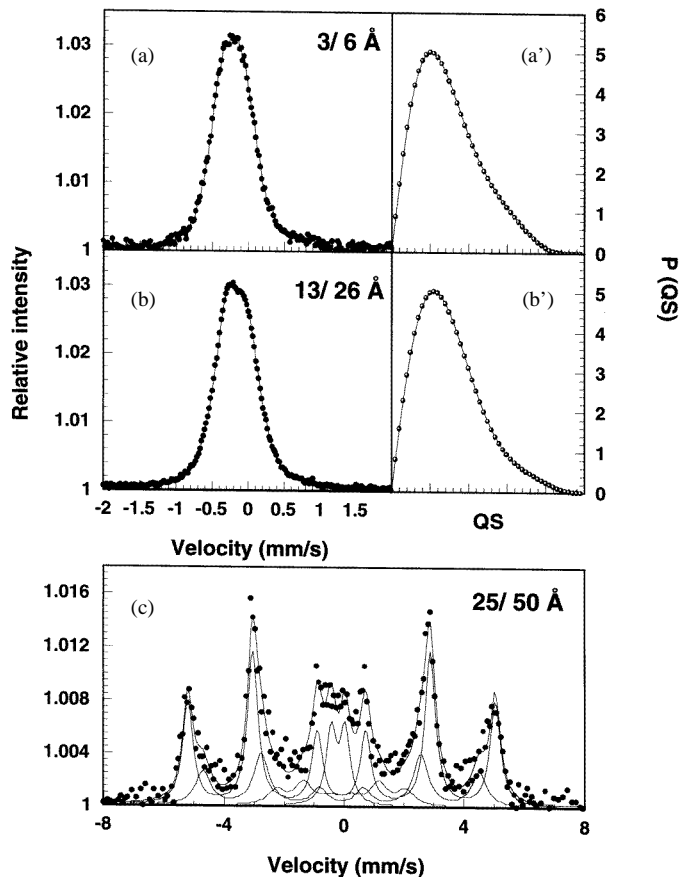 Relative intensity
1.03
1.02
1.01
1
(a)
3/ 6 Å
(a')
6
5
4
3
2
1
0
P (QS)
1.03
1.02
1.01
1
(b)
13/ 26 Å
(b')
5
4
3
2
1
0
-2 -1.5 -1 -0.5 0 0.5 1 1.5
QS
Velocity (mm/s)
1.016
1.012
1.008
1.004
1
(c)
25/ 50 Å
-8 -4 0 4 8
Velocity (mm/s)